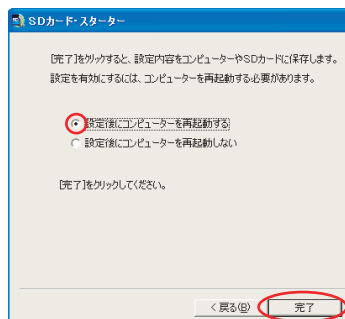 SDカード・スターター
[完了]をクリックすると、設定内容をコンピューターやSDカードに保存します。
設定を有効にするには、コンピューターを再起動する必要があります。
設定後にコンピューターを再起動する
設定後にコンピューターを再起動しない
[完了]をクリックしてください。
< 戻る(B)
完了